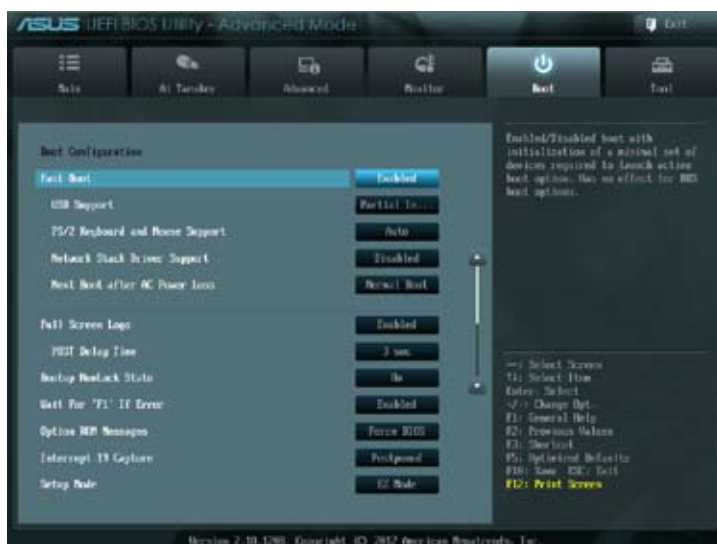 ASUS UEFI BIOS Utility - Advanced Mode
Exit
Main
Ai Tweaker
Advanced
Monitor
Boot
Tool
Boot Configuration
Fast Boot
Enabled
USB Support
Partial In...
PS/2 Keyboard and Mouse Support
Auto
Network Stack Driver Support
Disabled
Next Boot after AC Power Loss
Normal Boot
Full Screen Logo
Enabled
POST Delay Time
3 sec
Bootup NumLock State
On
Wait For 'F1' If Error
Enabled
Option ROM Messages
Force BIOS
Interrupt 19 Capture
Postponed
Setup Mode
EZ Mode
Enabled/Disabled boot with
initialization of a minimal set of
devices required to launch active
boot option. Has no effect for BBS
boot options.
→←: Select Screen
↑↓: Select Item
Enter: Select
+/-: Change Opt.
F1: General Help
F2: Previous Values
F3: Shortcut
F5: Optimized Defaults
F10: Save ESC: Exit
F12: Print Screen
Version 2.10.1208. Copyright (C) 2012 American Megatrends, Inc.